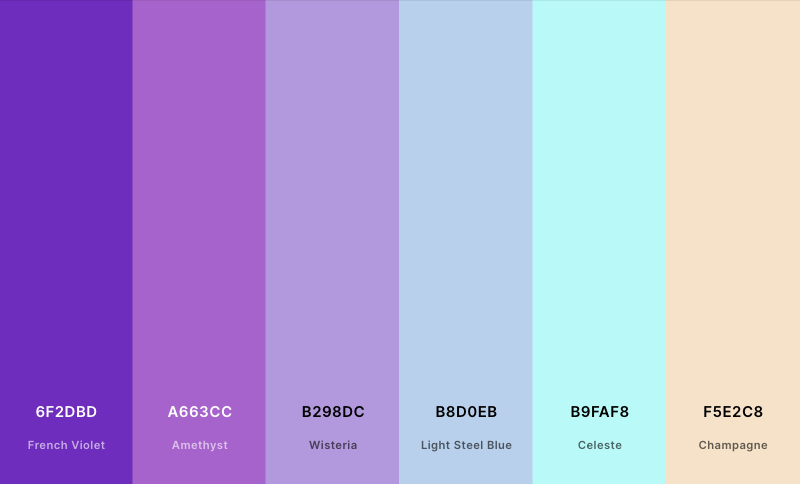 6F2DBD
French Violet
A663CC
Amethyst
B298DC
Wisteria
B8D0EB
Light Steel Blue
B9FAF8
Celeste
F5E2C8
Champagne